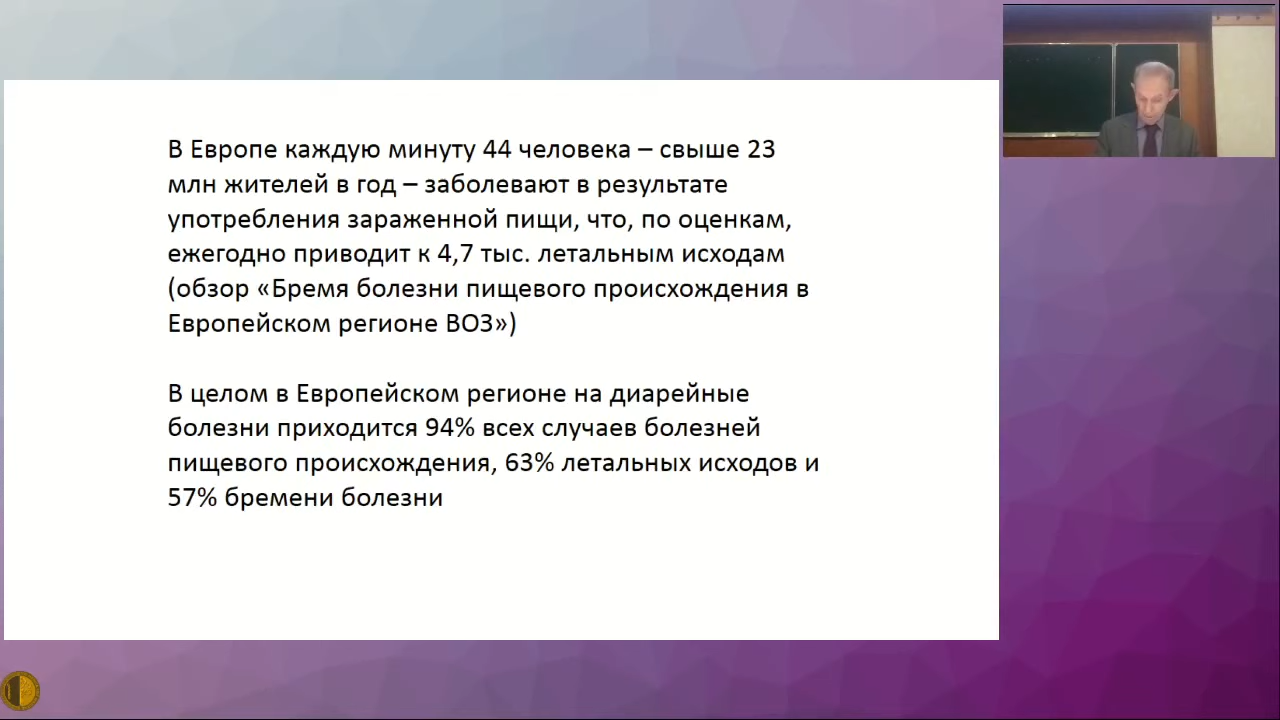 В Европе каждую минуту 44 человека – свыше 23
млн жителей в год – заболевают в результате
употребления зараженной пищи, что, по оценкам,
ежегодно приводит к 4,7 тыс. летальным исходам
(обзор «Бремя болезни пищевого происхождения в
Европейском регионе ВОЗ»)
В целом в Европейском регионе на диарейные
болезни приходится 94% всех случаев болезней
пищевого происхождения, 63% летальных исходов и
57% бремени болезни